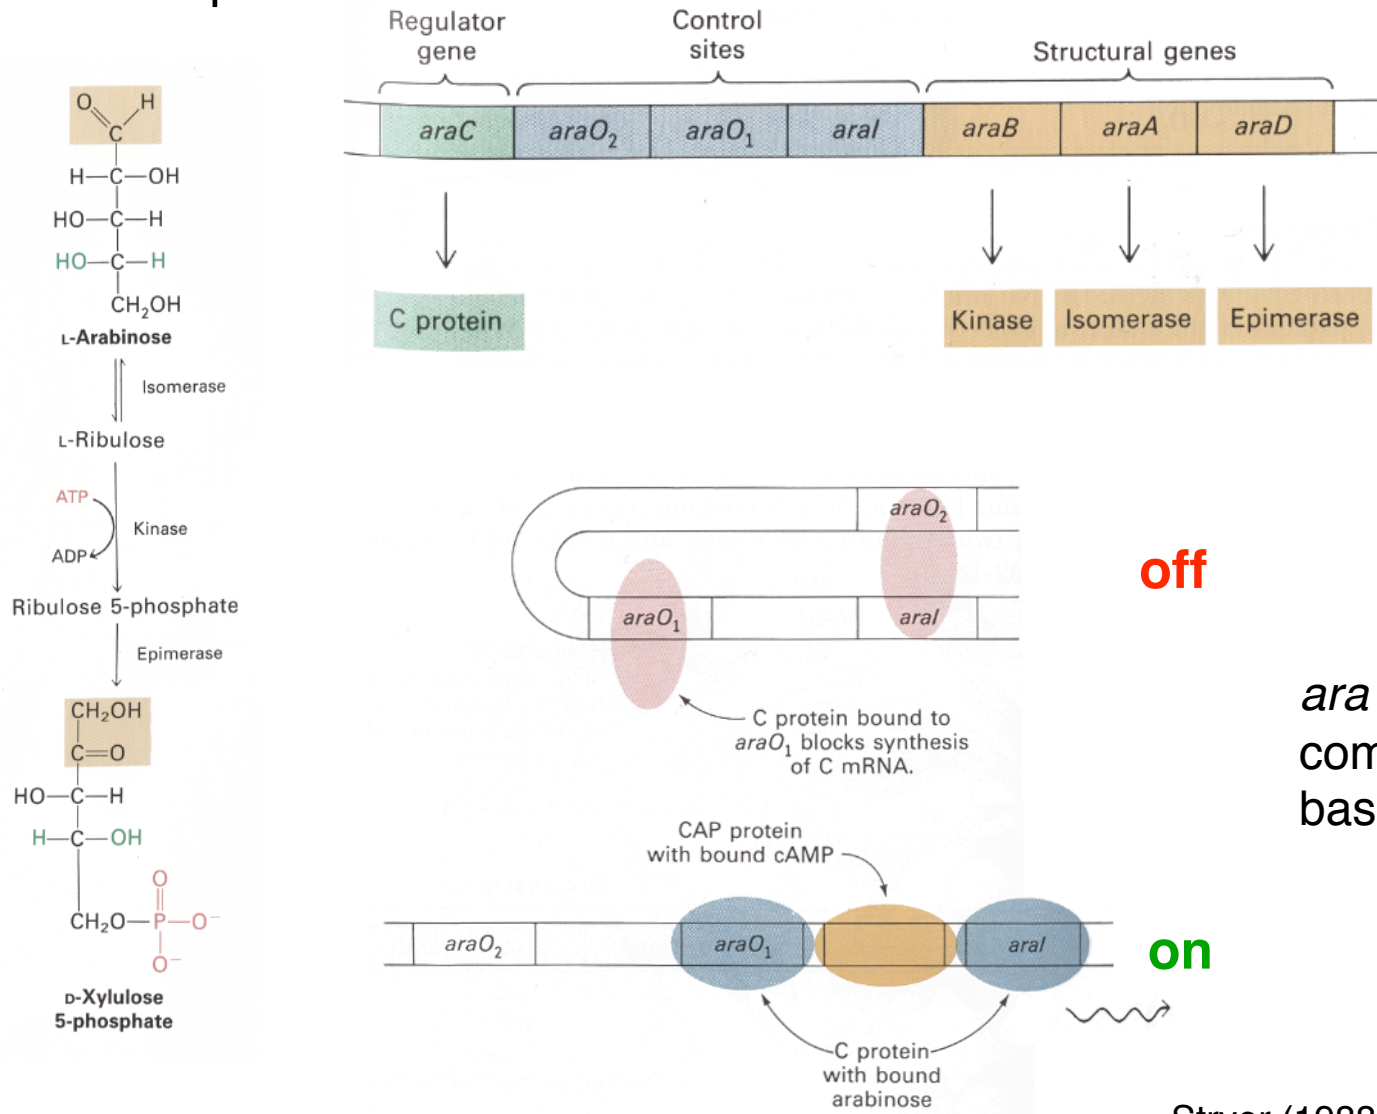 Regulator
gene
Control
sites
Structural genes
araC
araO₂
araO₁
araI
araB
araA
araD
C protein
Kinase
Isomerase
Epimerase
O
H
C
H—C—OH
HO—C—H
HO—C—H
CH₂OH
L-Arabinose
Isomerase
L-Ribulose
ATP
Kinase
ADP
Ribulose 5-phosphate
Epimerase
CH₂OH
C=O
HO—C—H
H—C—OH
O
CH₂O—P—O⁻
O⁻
D-Xylulose
5-phosphate
araO₂
araO₁
araI
off
C protein bound to
araO₁ blocks synthesis
of C mRNA.
ara
com
bas
CAP protein
with bound cAMP
araO₂
araO₁
araI
on
C protein
with bound
arabinose